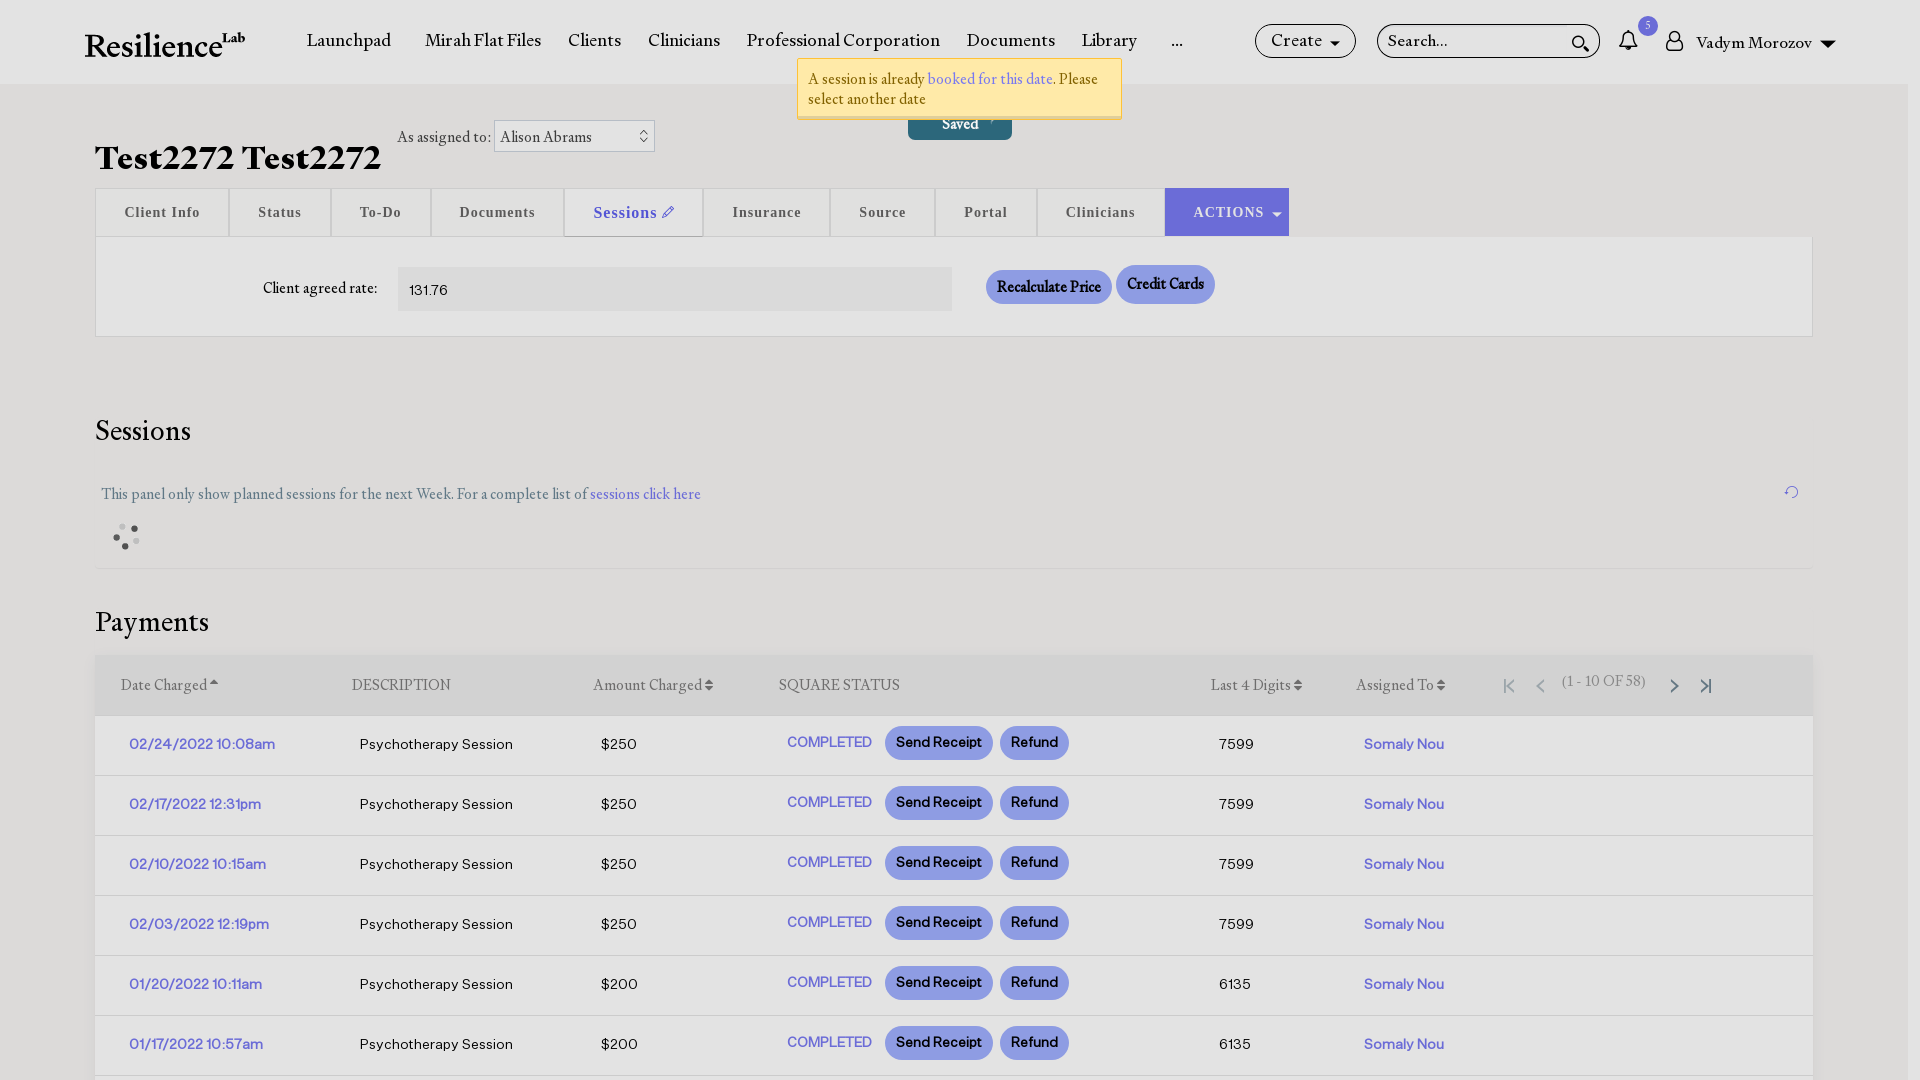 ResilienceLab
Launchpad
Mirah Flat Files
Clients
Clinicians
Professional Corporation
Documents
Library
...
Create
Search...
5
Vadym Morozov
A session is already booked for this date. Please
select another date
Saved
Test2272 Test2272
As assigned to:
Alison Abrams
Client Info
Status
To-Do
Documents
Sessions
Insurance
Source
Portal
Clinicians
ACTIONS
Client agreed rate:
131.76
Recalculate Price
Credit Cards
Sessions
This panel only show planned sessions for the next Week. For a complete list of sessions click here
Payments
Date Charged
DESCRIPTION
Amount Charged
SQUARE STATUS
Last 4 Digits
Assigned To
(1 - 10 OF 58)
02/24/2022 10:08am Psychotherapy Session $250 COMPLETED Send Receipt Refund 7599 Somaly Nou
02/17/2022 12:31pm Psychotherapy Session $250 COMPLETED Send Receipt Refund 7599 Somaly Nou
02/10/2022 10:15am Psychotherapy Session $250 COMPLETED Send Receipt Refund 7599 Somaly Nou
02/03/2022 12:19pm Psychotherapy Session $250 COMPLETED Send Receipt Refund 7599 Somaly Nou
01/20/2022 10:11am Psychotherapy Session $200 COMPLETED Send Receipt Refund 6135 Somaly Nou
01/17/2022 10:57am Psychotherapy Session $200 COMPLETED Send Receipt Refund 6135 Somaly Nou